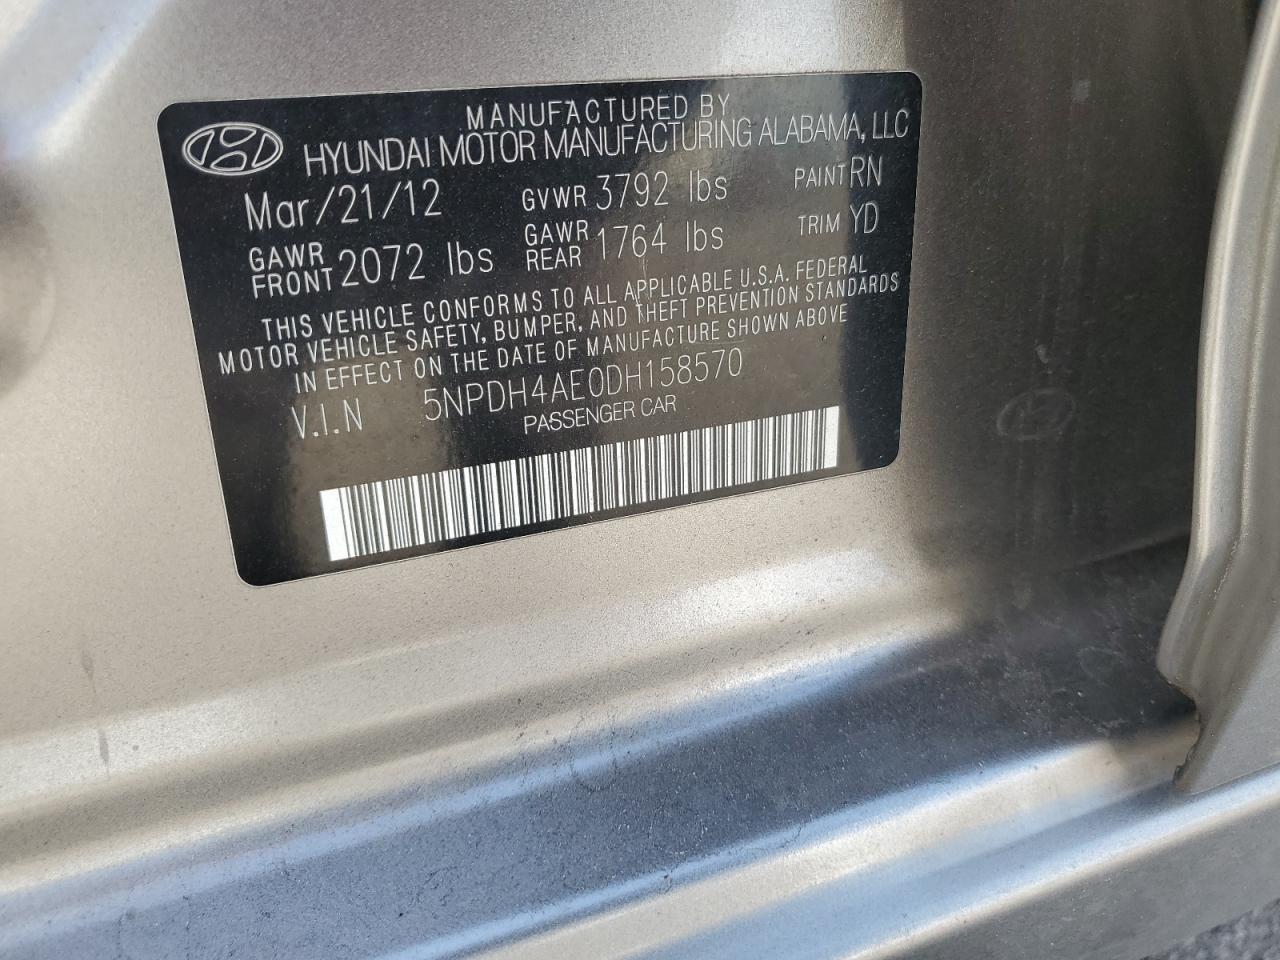 MANUFACTURED BY
HYUNDAI MOTOR MANUFACTURING ALABAMA, LLC
Mar/21/12 GVWR 3792 lbs PAINT RN
GAWR FRONT 2072 lbs GAWR REAR 1764 lbs TRIM YD
THIS VEHICLE CONFORMS TO ALL APPLICABLE U.S.A. FEDERAL
MOTOR VEHICLE SAFETY, BUMPER, AND THEFT PREVENTION STANDARDS
IN EFFECT ON THE DATE OF MANUFACTURE SHOWN ABOVE
V.I.N 5NPDH4AE0DH158570
PASSENGER CAR